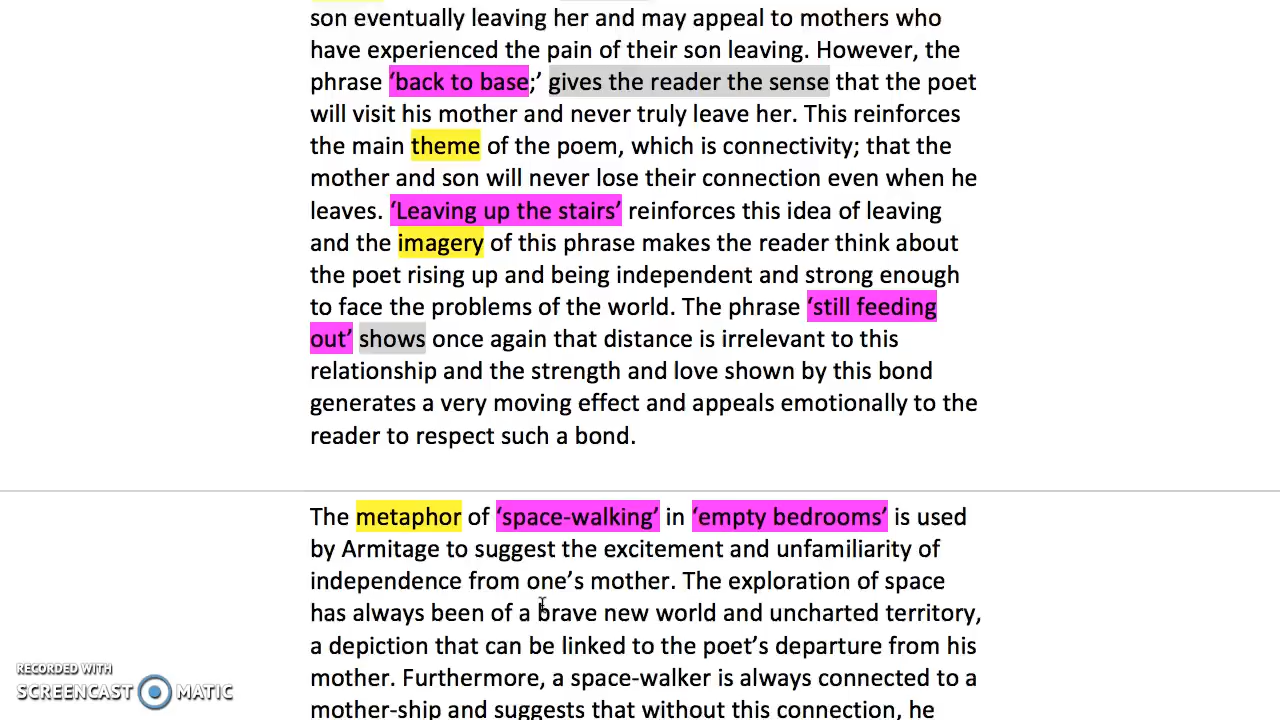 son eventually leaving her and may appeal to mothers who
have experienced the pain of their son leaving. However, the
phrase ‘back to base;’ gives the reader the sense that the poet
will visit his mother and never truly leave her. This reinforces
the main theme of the poem, which is connectivity; that the
mother and son will never lose their connection even when he
leaves. ‘Leaving up the stairs’ reinforces this idea of leaving
and the imagery of this phrase makes the reader think about
the poet rising up and being independent and strong enough
to face the problems of the world. The phrase ‘still feeding
out’ shows once again that distance is irrelevant to this
relationship and the strength and love shown by this bond
generates a very moving effect and appeals emotionally to the
reader to respect such a bond.
The metaphor of ‘space-walking’ in ‘empty bedrooms’ is used
by Armitage to suggest the excitement and unfamiliarity of
independence from one’s mother. The exploration of space
has always been of a brave new world and uncharted territory,
a depiction that can be linked to the poet’s departure from his
mother. Furthermore, a space-walker is always connected to a
mother-ship and suggests that without this connection, he
RECORDED WITH
SCREENCAST MATIC